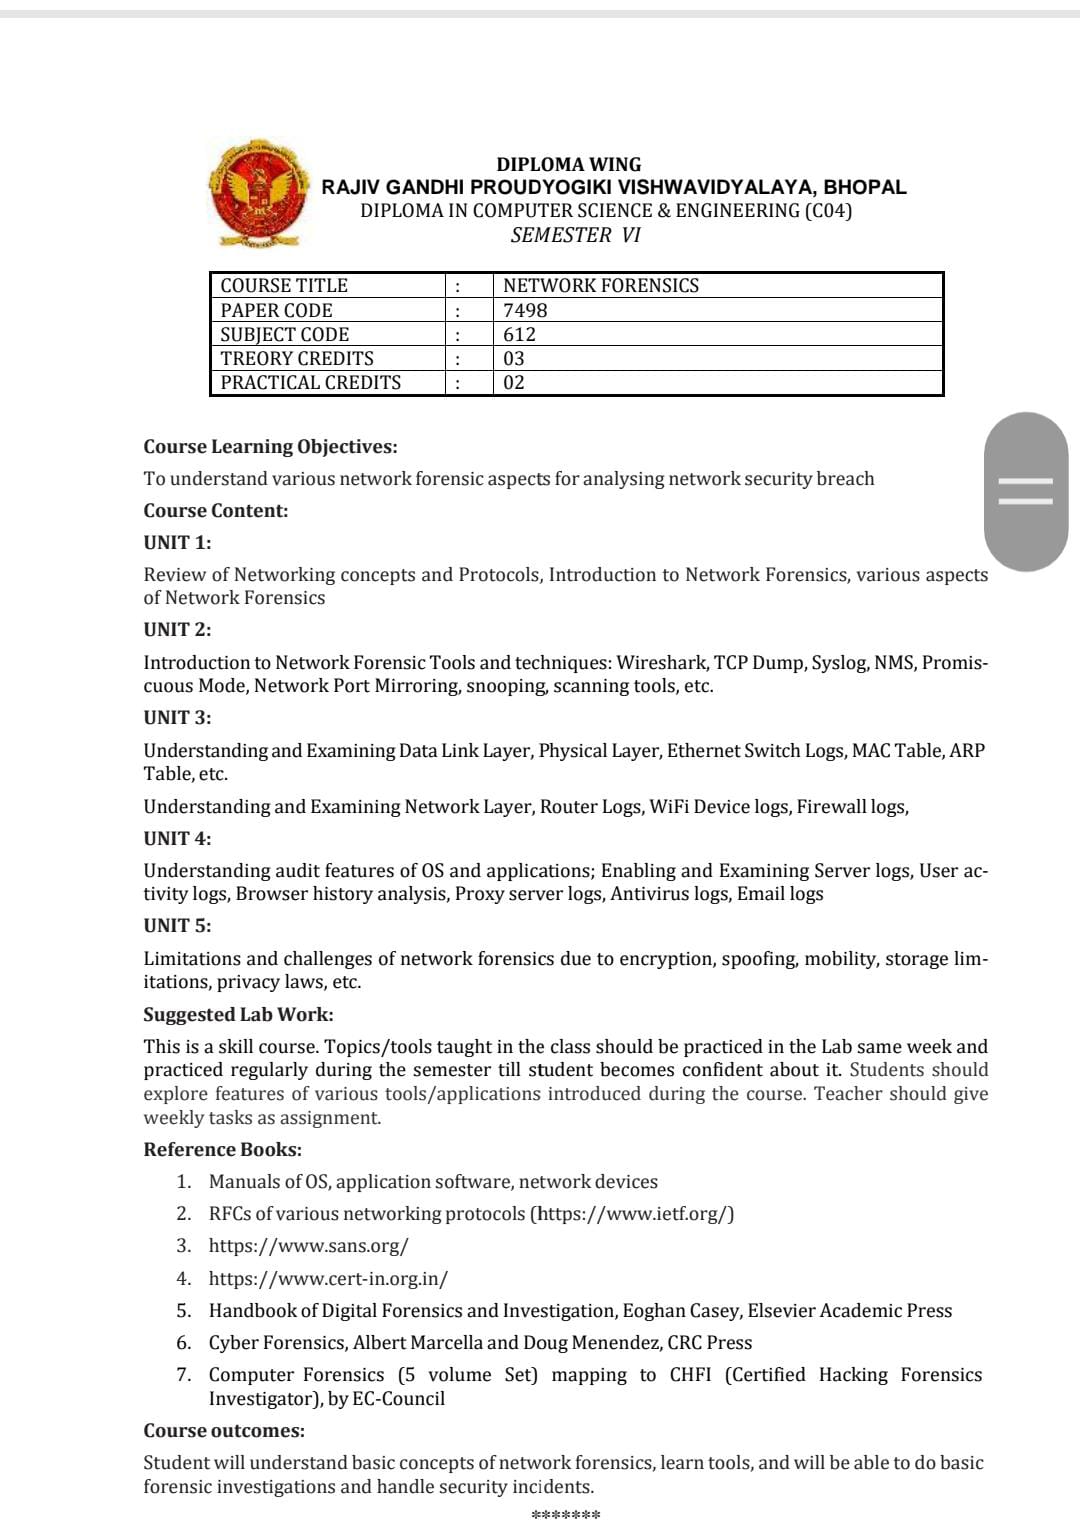 DIPLOMA WING
RAJIV GANDHI PROUDYOGIKI VISHWAVIDYALAYA, BHOPAL
DIPLOMA IN COMPUTER SCIENCE & ENGINEERING (C04)
SEMESTER VI
COURSE TITLE : NETWORK FORENSICS
PAPER CODE : 7498
SUBJECT CODE : 612
TREORY CREDITS : 03
PRACTICAL CREDITS : 02
Course Learning Objectives:
To understand various network forensic aspects for analysing network security breach
Course Content:
UNIT 1:
Review of Networking concepts and Protocols, Introduction to Network Forensics, various aspects
of Network Forensics
UNIT 2:
Introduction to Network Forensic Tools and techniques: Wireshark, TCP Dump, Syslog, NMS, Promis-
cuous Mode, Network Port Mirroring, snooping, scanning tools, etc.
UNIT 3:
Understanding and Examining Data Link Layer, Physical Layer, Ethernet Switch Logs, MAC Table, ARP
Table, etc.
Understanding and Examining Network Layer, Router Logs, WiFi Device logs, Firewall logs,
UNIT 4:
Understanding audit features of OS and applications; Enabling and Examining Server logs, User ac-
tivity logs, Browser history analysis, Proxy server logs, Antivirus logs, Email logs
UNIT 5:
Limitations and challenges of network forensics due to encryption, spoofing, mobility, storage lim-
itations, privacy laws, etc.
Suggested Lab Work:
This is a skill course. Topics/tools taught in the class should be practiced in the Lab same week and
practiced regularly during the semester till student becomes confident about it. Students should
explore features of various tools/applications introduced during the course. Teacher should give
weekly tasks as assignment.
Reference Books:
1. Manuals of OS, application software, network devices
2. RFCs of various networking protocols (https://www.ietf.org/)
3. https://www.sans.org/
4. https://www.cert-in.org.in/
5. Handbook of Digital Forensics and Investigation, Eoghan Casey, Elsevier Academic Press
6. Cyber Forensics, Albert Marcella and Doug Menendez, CRC Press
7. Computer Forensics (5 volume Set) mapping to CHFI (Certified Hacking Forensics
Investigator), by EC-Council
Course outcomes:
Student will understand basic concepts of network forensics, learn tools, and will be able to do basic
forensic investigations and handle security incidents.
*******